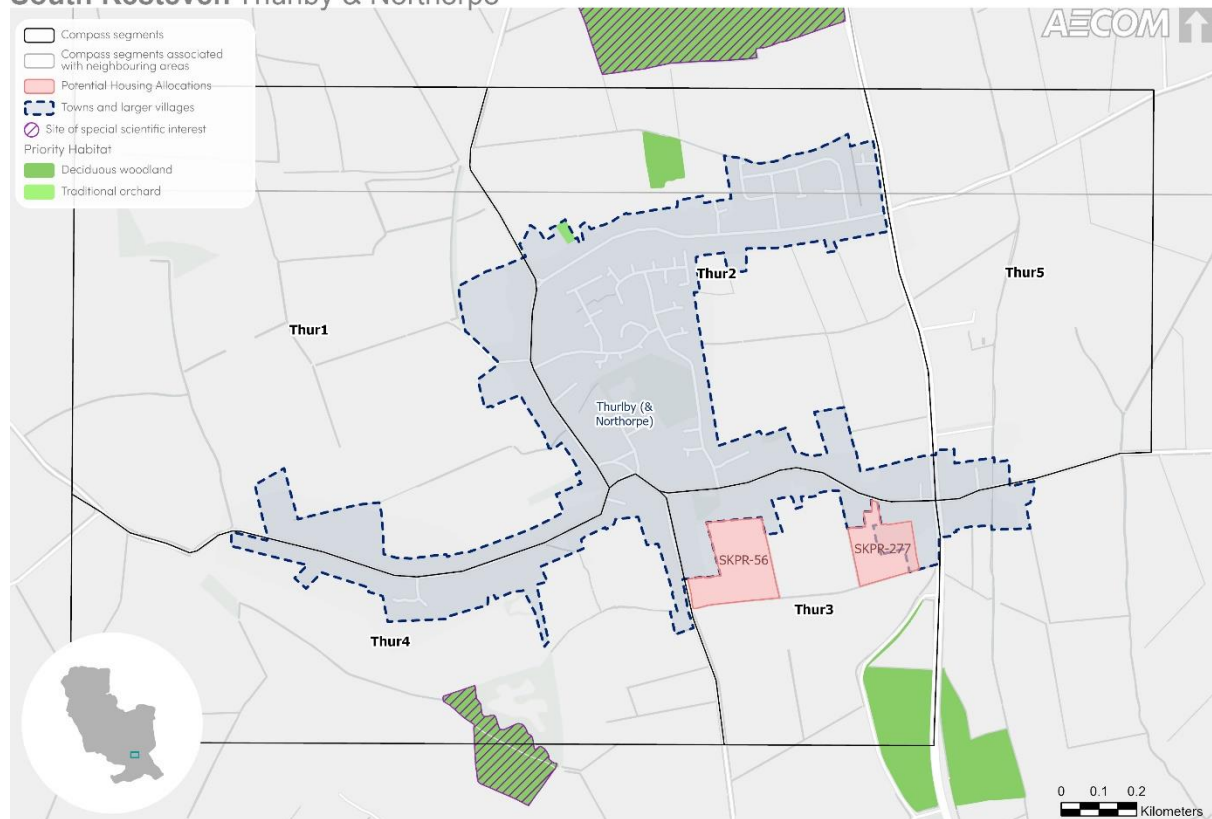 South Kesteven Thurlby & Northorpe
AECOM
Compass segments
Compass segments associated
with neighbouring areas
Potential Housing Allocations
Towns and larger villages
Site of special scientific interest
Priority Habitat
Deciduous woodland
Traditional orchard
Thur2
Thur5
Thur1
Thurlby (&
Northorpe)
SKPR-56
SKPR-277
Thur3
Thur4
0 0.1 0.2
Kilometers